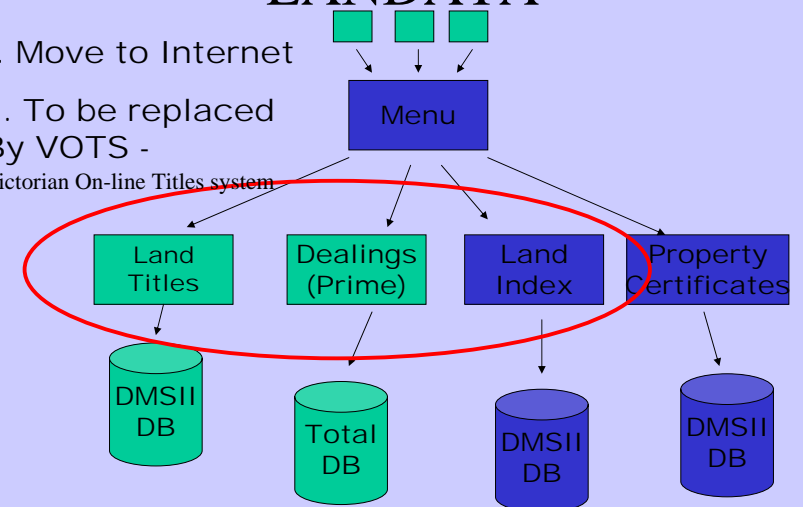 LANDATA
. Move to Internet
. To be replaced
By VOTS -
ictorian On-line Titles system
Menu
Land
Titles
Dealings
(Prime)
Land
Index
Property
Certificates
DMSII
DB
Total
DB
DMSII
DB
DMSII
DB